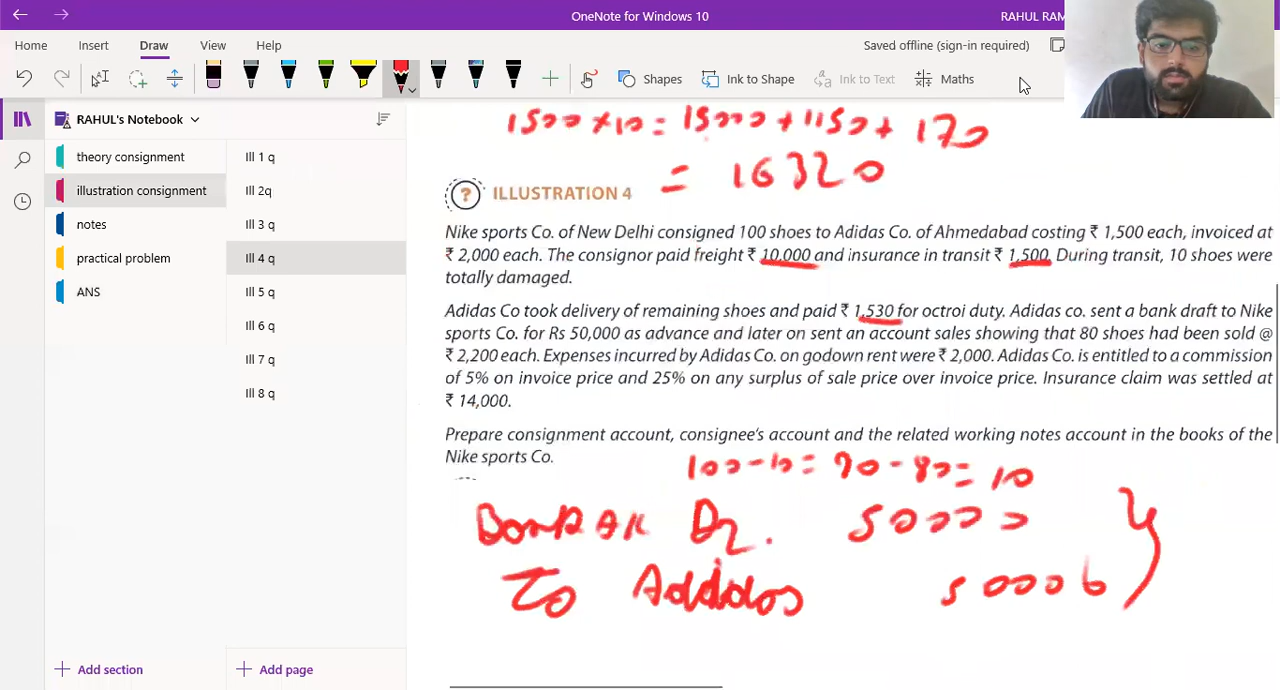 OneNote for Windows 10
RAHUL RAM
Home Insert Draw View Help
Saved offline (sign-in required)
Shapes Ink to Shape Ink to Text Maths
RAHUL's Notebook
theory consignment
illustration consignment
notes
practical problem
ANS
Ill 1 q
Ill 2q
Ill 3 q
Ill 4 q
Ill 5 q
Ill 6 q
Ill 7 q
Ill 8 q
+ Add section
+ Add page
1500 × 10 = 15000 + 1150 + 170
= 16320
? ILLUSTRATION 4
Nike sports Co. of New Delhi consigned 100 shoes to Adidas Co. of Ahmedabad costing ₹ 1,500 each, invoiced at
₹ 2,000 each. The consignor paid freight ₹ 10,000 and insurance in transit ₹ 1,500. During transit, 10 shoes were
totally damaged.
Adidas Co took delivery of remaining shoes and paid ₹ 1,530 for octroi duty. Adidas co. sent a bank draft to Nike
sports Co. for Rs 50,000 as advance and later on sent an account sales showing that 80 shoes had been sold @
₹ 2,200 each. Expenses incurred by Adidas Co. on godown rent were ₹ 2,000. Adidas Co. is entitled to a commission
of 5% on invoice price and 25% on any surplus of sale price over invoice price. Insurance claim was settled at
₹ 14,000.
Prepare consignment account, consignee's account and the related working notes account in the books of the
Nike sports Co.
100 - 10 = 90 - 80 = 10
Dr. 50000
To Adidas 50000